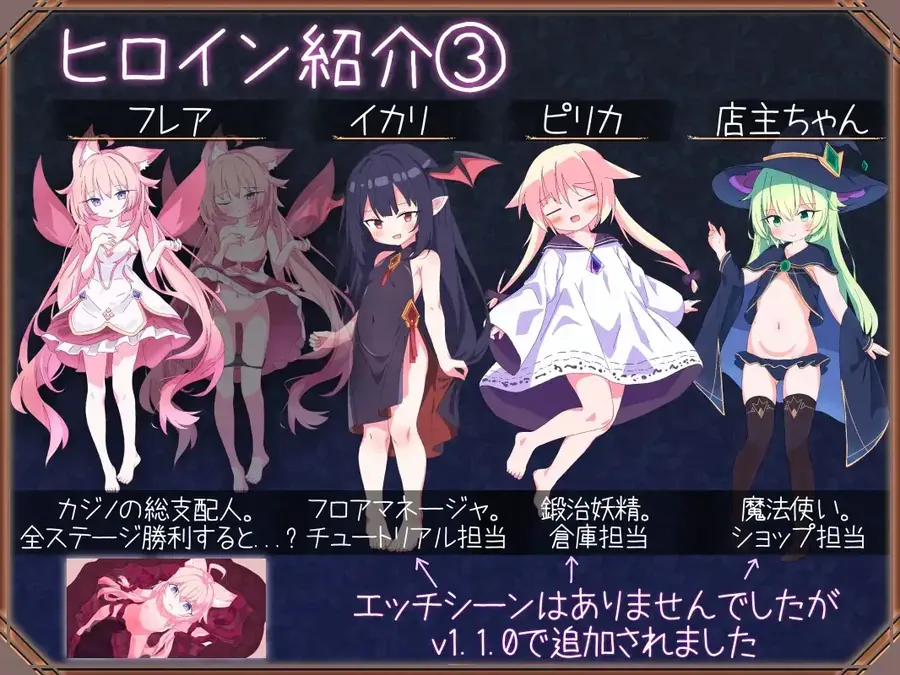 ヒロイン紹介③
フレア
イカリ
ピリカ
店主ちゃん
カジノの総支配人。
全ステージ勝利すると...?
フロアマネージャ。
チュートリアル担当
鍛治妖精。
倉庫担当
魔法使い。
ショップ担当
エッチシーンはありませんでしたが
v1.1.0で追加されました